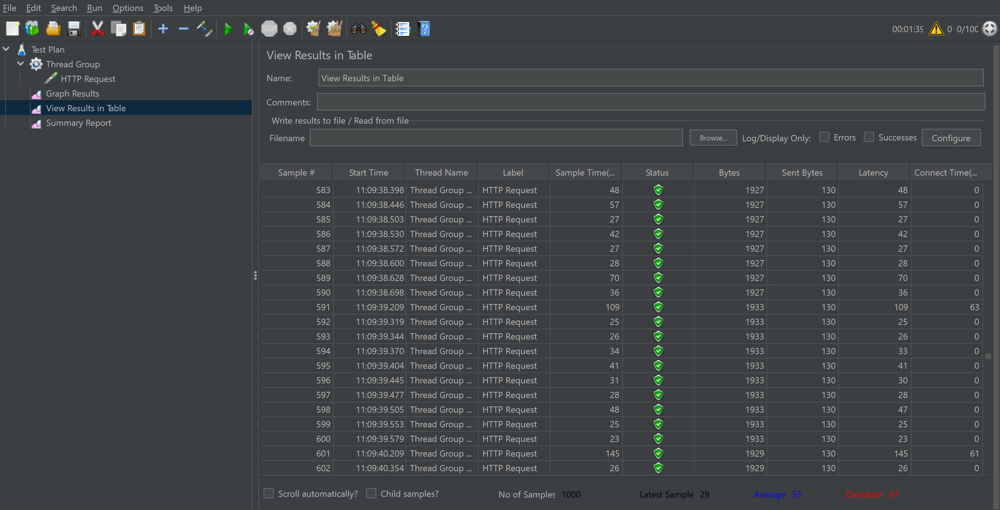 File Edit Search Run Options Tools Help
STOP
00:01:39 0 0/100
Test Plan
Thread Group
HTTP Request
Graph Results
View Results in Table
Summary Report
View Results in Table
Name: View Results in Table
Comments:
Write results to file / Read from file
Filename Browse... Log/Display Only: Errors Successes Configure
Sample # Start Time Thread Name Label Sample Time(... Status Bytes Sent Bytes Latency Connect Time(...
583 11:09:38.398 Thread Group ... HTTP Request 48 1927 130 48 0
584 11:09:38.446 Thread Group ... HTTP Request 57 1927 130 57 0
585 11:09:38.503 Thread Group ... HTTP Request 27 1927 130 27 0
586 11:09:38.530 Thread Group ... HTTP Request 42 1927 130 42 0
587 11:09:38.572 Thread Group ... HTTP Request 27 1927 130 27 0
588 11:09:38.600 Thread Group ... HTTP Request 28 1927 130 28 0
589 11:09:38.628 Thread Group ... HTTP Request 70 1927 130 70 0
590 11:09:38.698 Thread Group ... HTTP Request 36 1927 130 36 0
591 11:09:39.209 Thread Group ... HTTP Request 109 1933 130 109 63
592 11:09:39.319 Thread Group ... HTTP Request 25 1933 130 25 0
593 11:09:39.344 Thread Group ... HTTP Request 26 1933 130 26 0
594 11:09:39.370 Thread Group ... HTTP Request 34 1933 130 33 0
595 11:09:39.404 Thread Group ... HTTP Request 41 1933 130 41 0
596 11:09:39.445 Thread Group ... HTTP Request 31 1933 130 30 0
597 11:09:39.477 Thread Group ... HTTP Request 28 1933 130 28 0
598 11:09:39.505 Thread Group ... HTTP Request 48 1933 130 47 0
599 11:09:39.553 Thread Group ... HTTP Request 25 1933 130 25 0
600 11:09:39.579 Thread Group ... HTTP Request 23 1933 130 23 0
601 11:09:40.209 Thread Group ... HTTP Request 145 1929 130 145 61
602 11:09:40.354 Thread Group ... HTTP Request 26 1929 130 26 0
Scroll automatically? Child samples? No of Samples 1000 Latest Sample 29 Average 55 Deviation 67